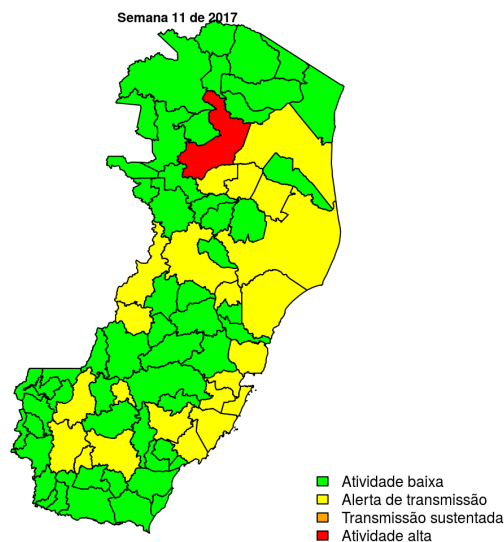 Semana 11 de 2017
Atividade baixa
Alerta de transmissão
Transmissão sustentada
Atividade alta